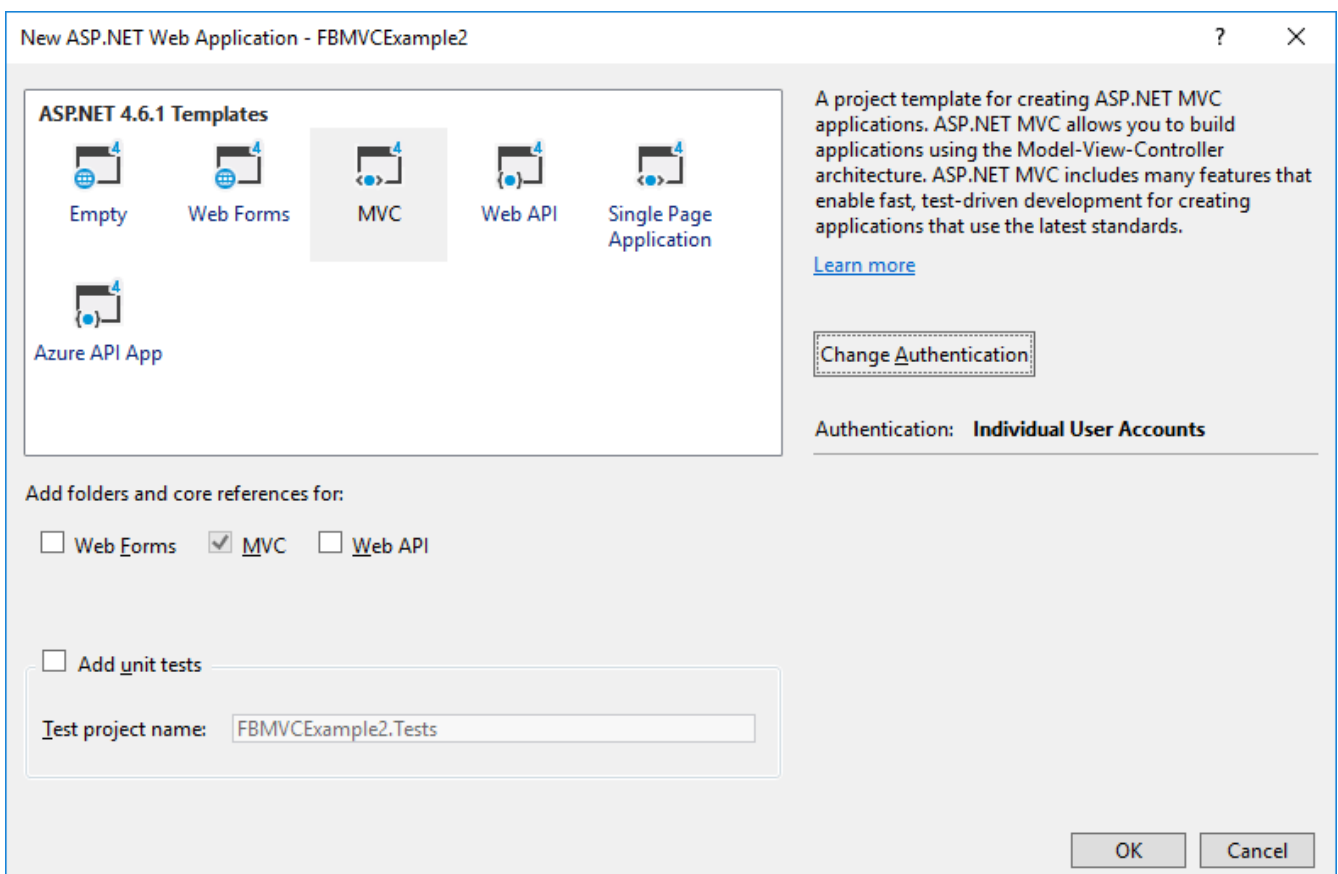 New ASP.NET Web Application - FBMVCExample2
?
ASP.NET 4.6.1 Templates
4 4 4 4 4
Empty Web Forms MVC Web API Single Page
Application
4
Azure API App
A project template for creating ASP.NET MVC
applications. ASP.NET MVC allows you to build
applications using the Model-View-Controller
architecture. ASP.NET MVC includes many features that
enable fast, test-driven development for creating
applications that use the latest standards.
Learn more
Change Authentication
Authentication: Individual User Accounts
Add folders and core references for:
Web Forms MVC Web API
Add unit tests
Test project name: FBMVCExample2.Tests
OK Cancel